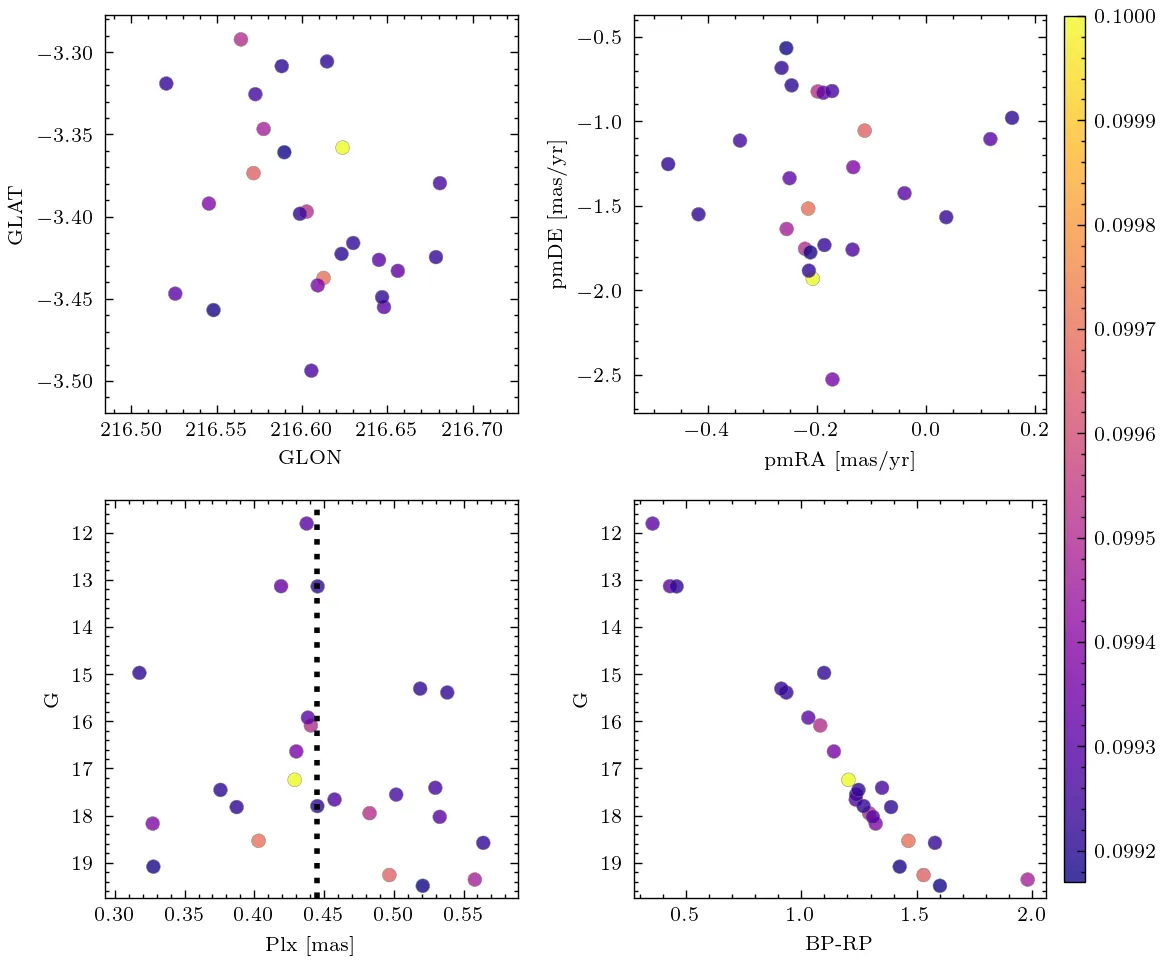 −3.30
−3.35
−3.40
−3.45
−3.50
GLAT
216.50 216.55 216.60 216.65 216.70
GLON
−0.5
−1.0
−1.5
−2.0
−2.5
pmDE [mas/yr]
−0.4 −0.2 0.0 0.2
pmRA [mas/yr]
12
13
14
15
16
17
18
19
G
0.30 0.35 0.40 0.45 0.50 0.55
Plx [mas]
12
13
14
15
16
17
18
19
G
0.5 1.0 1.5 2.0
BP-RP
0.1000
0.0999
0.0998
0.0997
0.0996
0.0995
0.0994
0.0993
0.0992